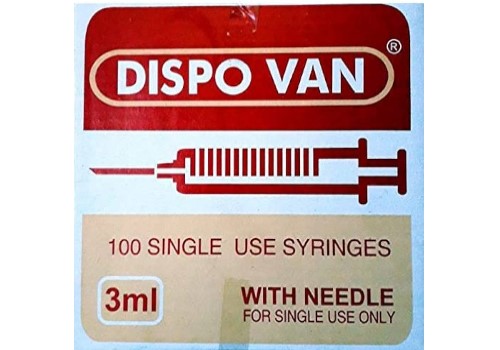 DISPO VAN ®
100 SINGLE USE SYRINGES
3ml
WITH NEEDLE
FOR SINGLE USE ONLY